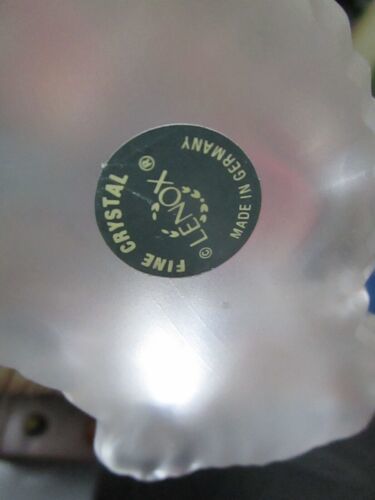 © LENOX ®
FINE CRYSTAL
MADE IN GERMANY